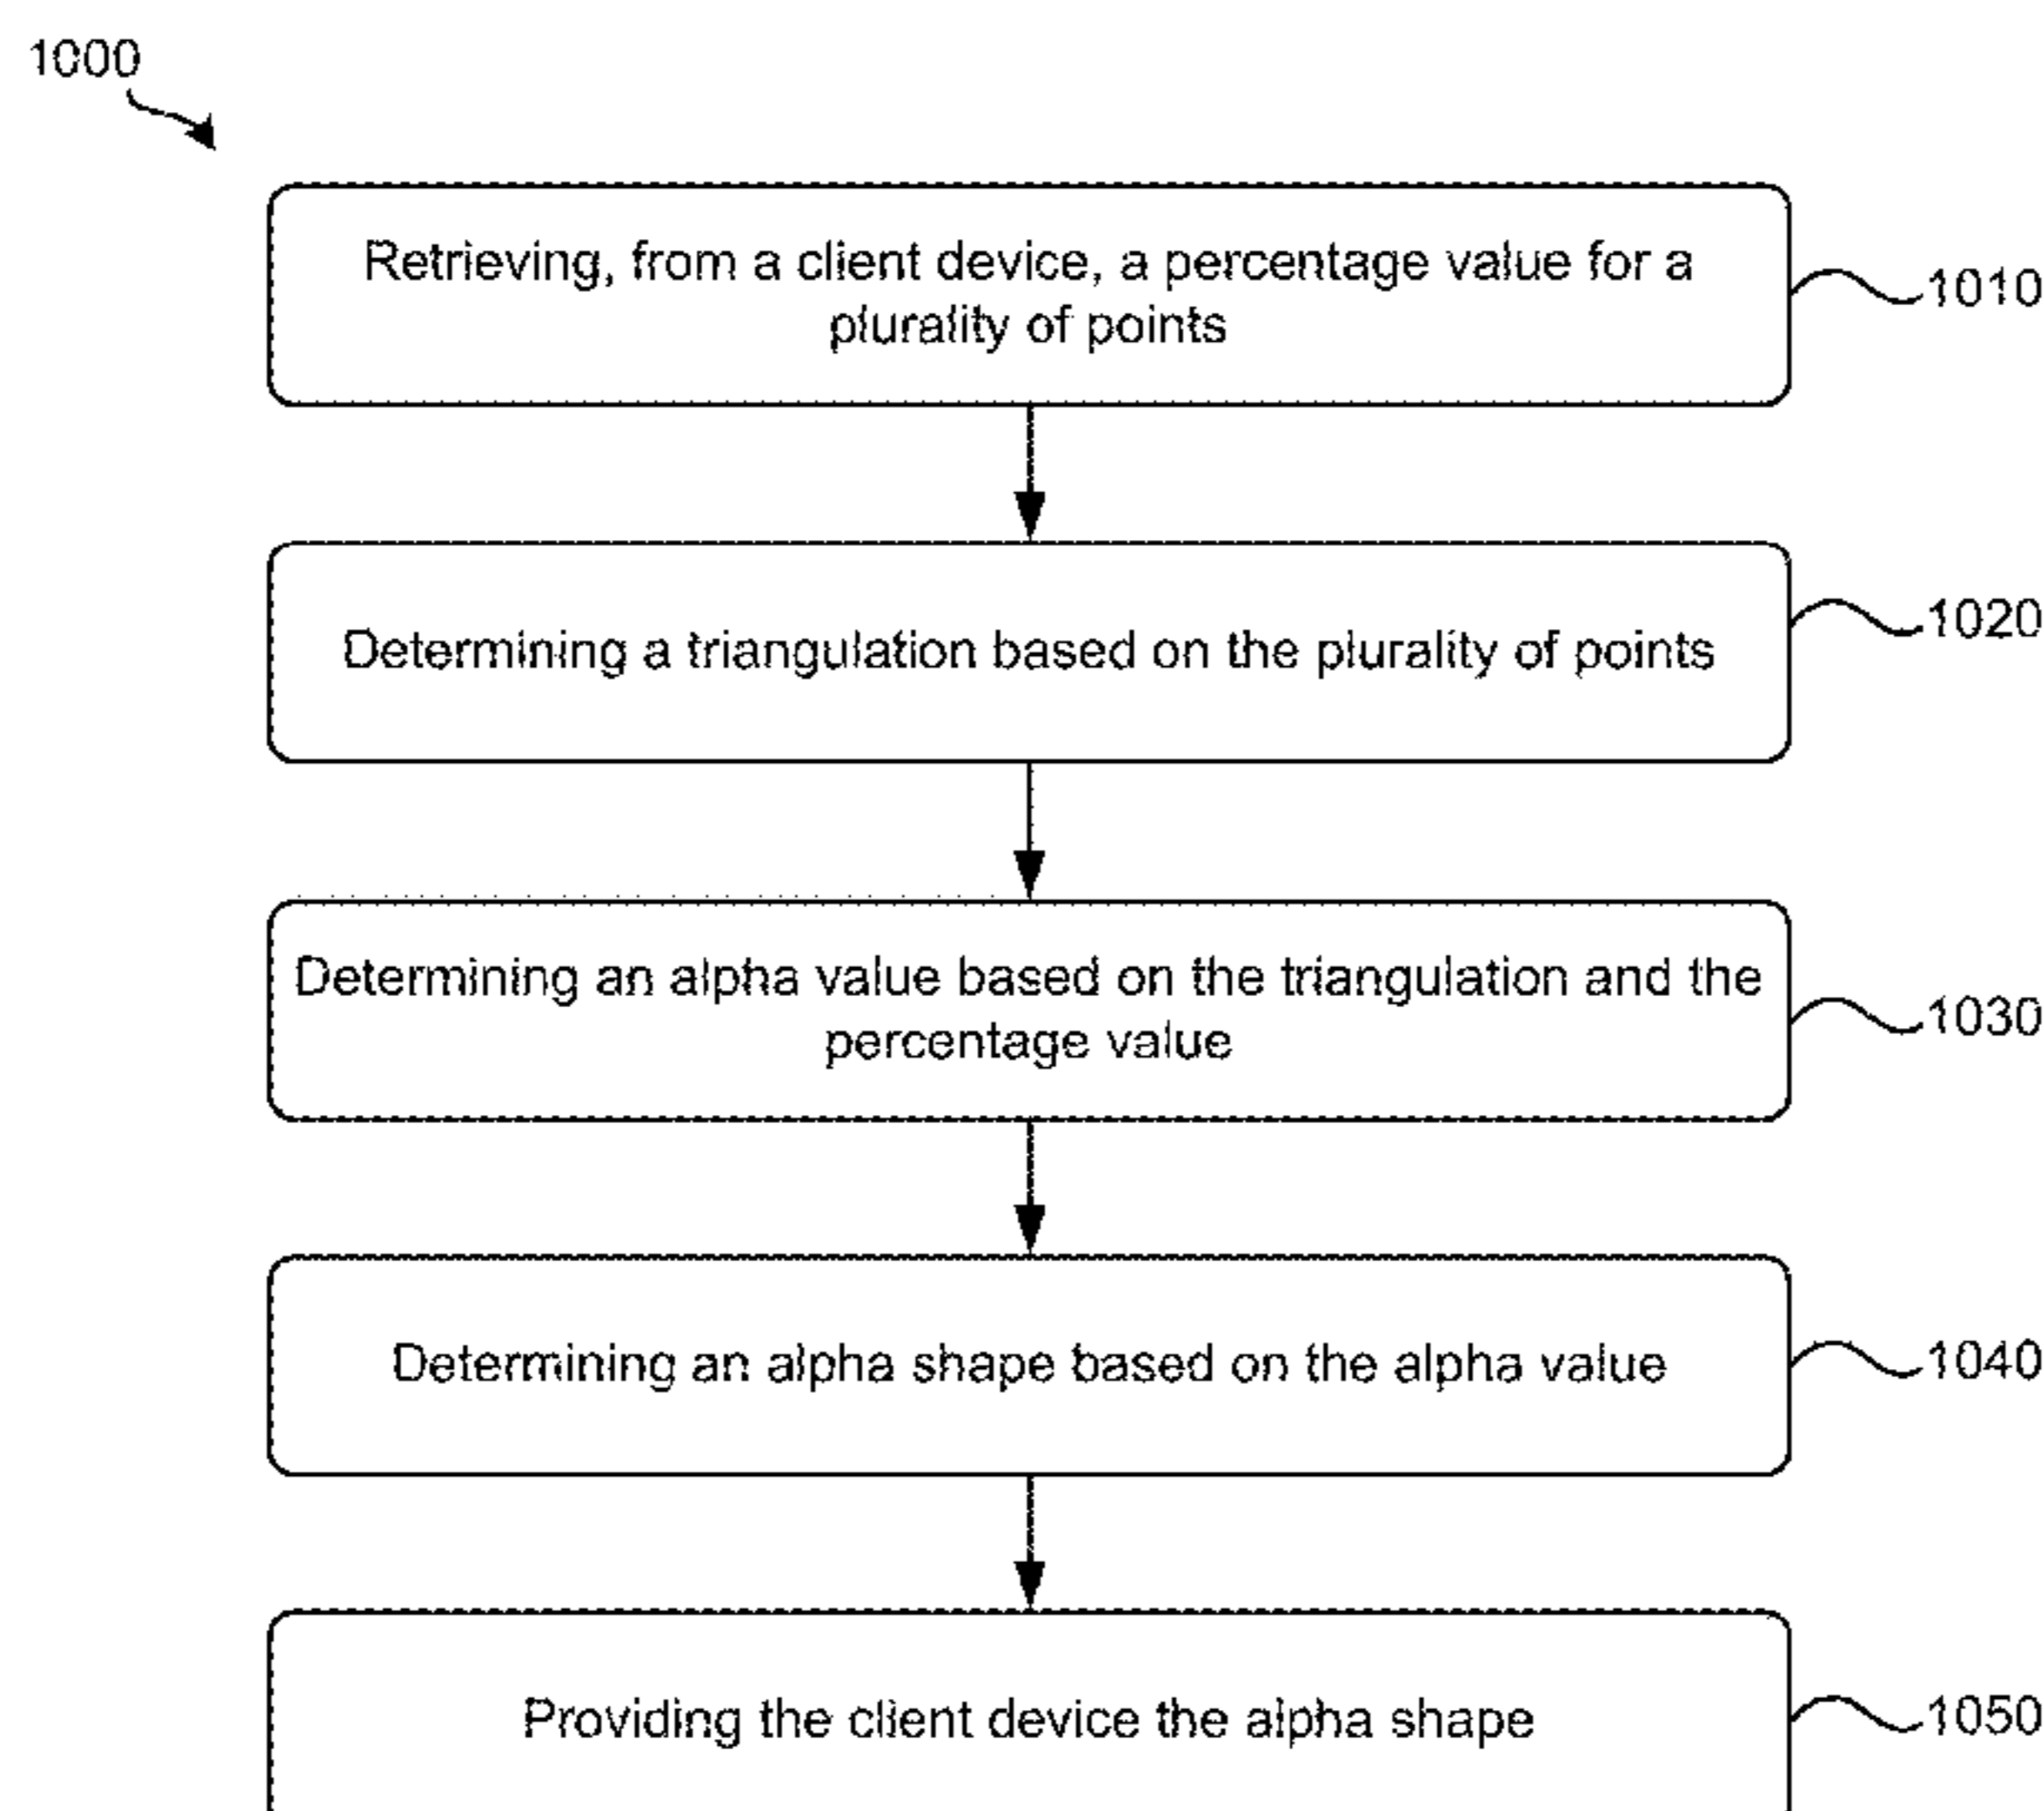 1000
Retrieving, from a client device, a percentage value for a
plurality of points
1010
Determining a triangulation based on the plurality of points
1020
Determining an alpha value based on the triangulation and the
percentage value
1030
Determining an alpha shape based on the alpha value
1040
Providing the client device the alpha shape
1050